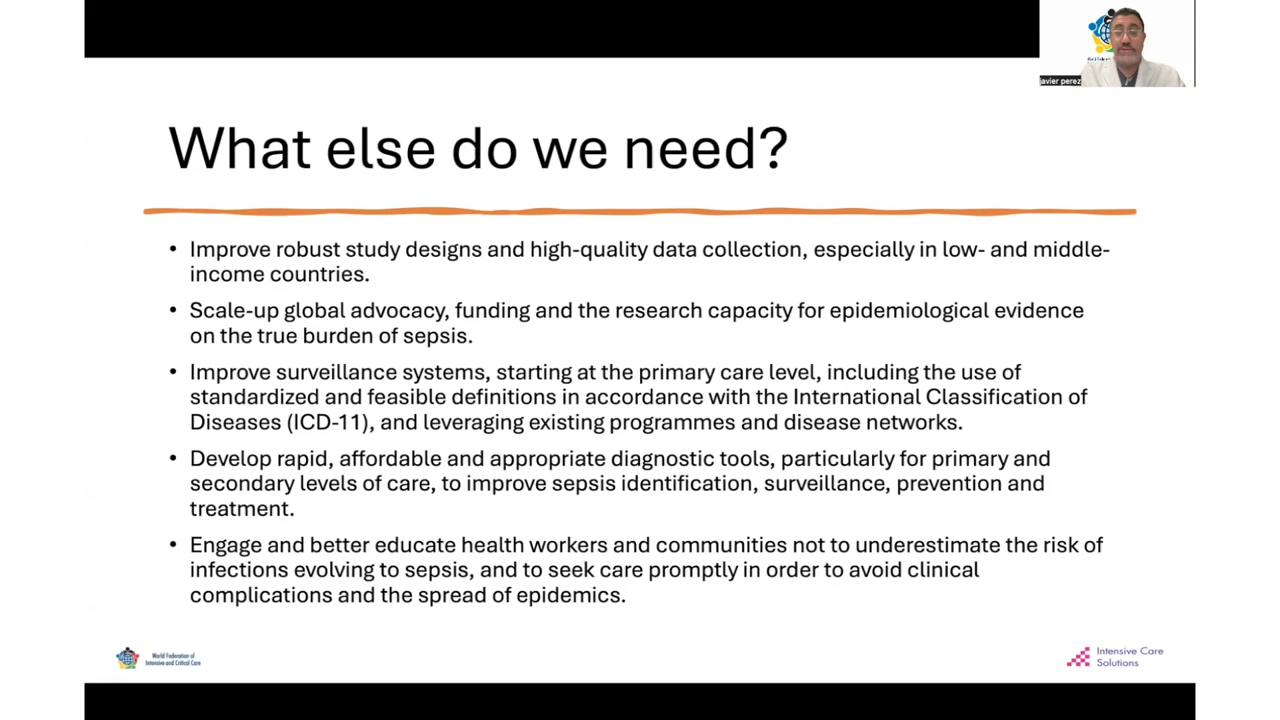 javier perez
What else do we need?
• Improve robust study designs and high-quality data collection, especially in low- and middle-
income countries.
• Scale-up global advocacy, funding and the research capacity for epidemiological evidence
on the true burden of sepsis.
• Improve surveillance systems, starting at the primary care level, including the use of
standardized and feasible definitions in accordance with the International Classification of
Diseases (ICD-11), and leveraging existing programmes and disease networks.
• Develop rapid, affordable and appropriate diagnostic tools, particularly for primary and
secondary levels of care, to improve sepsis identification, surveillance, prevention and
treatment.
• Engage and better educate health workers and communities not to underestimate the risk of
infections evolving to sepsis, and to seek care promptly in order to avoid clinical
complications and the spread of epidemics.
World Federation of
Intensive and Critical Care
Intensive Care
Solutions